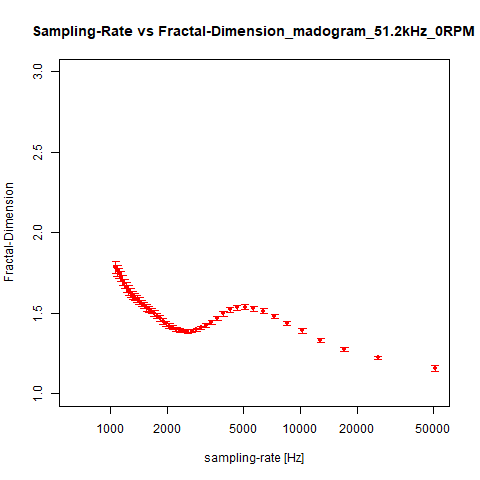 Sampling-Rate vs Fractal-Dimension_madogram_51.2kHz_0RPM
Fractal-Dimension
3.0
2.5
2.0
1.5
1.0
1000 2000 5000 10000 20000 50000
sampling-rate [Hz]